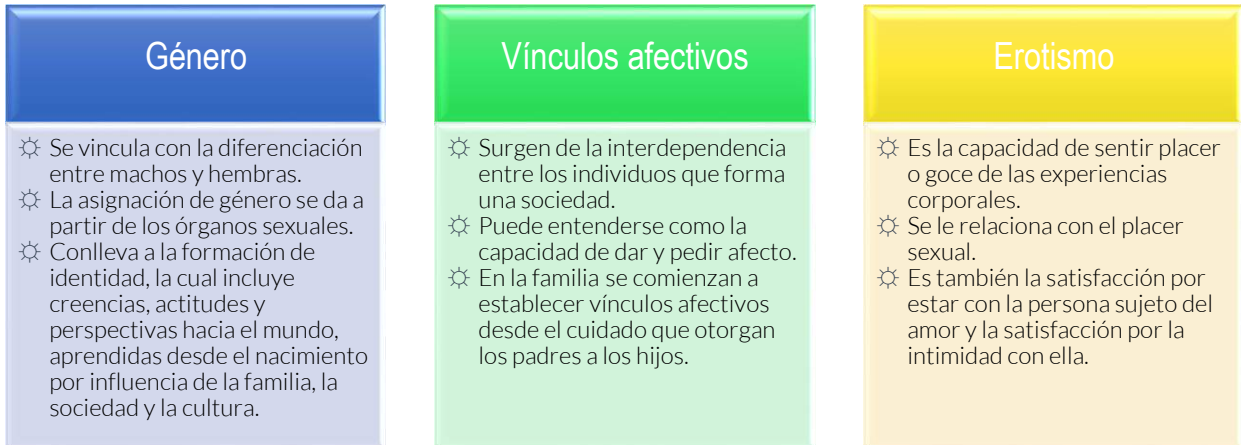 Género
☼ Se vincula con la diferenciación
entre machos y hembras.
☼ La asignación de género se da a
partir de los órganos sexuales.
☼ Conlleva a la formación de
identidad, la cual incluye
creencias, actitudes y
perspectivas hacia el mundo,
aprendidas desde el nacimiento
por influencia de la familia, la
sociedad y la cultura.
Vínculos afectivos
☼ Surgen de la interdependencia
entre los individuos que forma
una sociedad.
☼ Puede entenderse como la
capacidad de dar y pedir afecto.
☼ En la familia se comienzan a
establecer vínculos afectivos
desde el cuidado que otorgan
los padres a los hijos.
Erotismo
☼ Es la capacidad de sentir placer
o goce de las experiencias
corporales.
☼ Se le relaciona con el placer
sexual.
☼ Es también la satisfacción por
estar con la persona sujeto del
amor y la satisfacción por la
intimidad con ella.